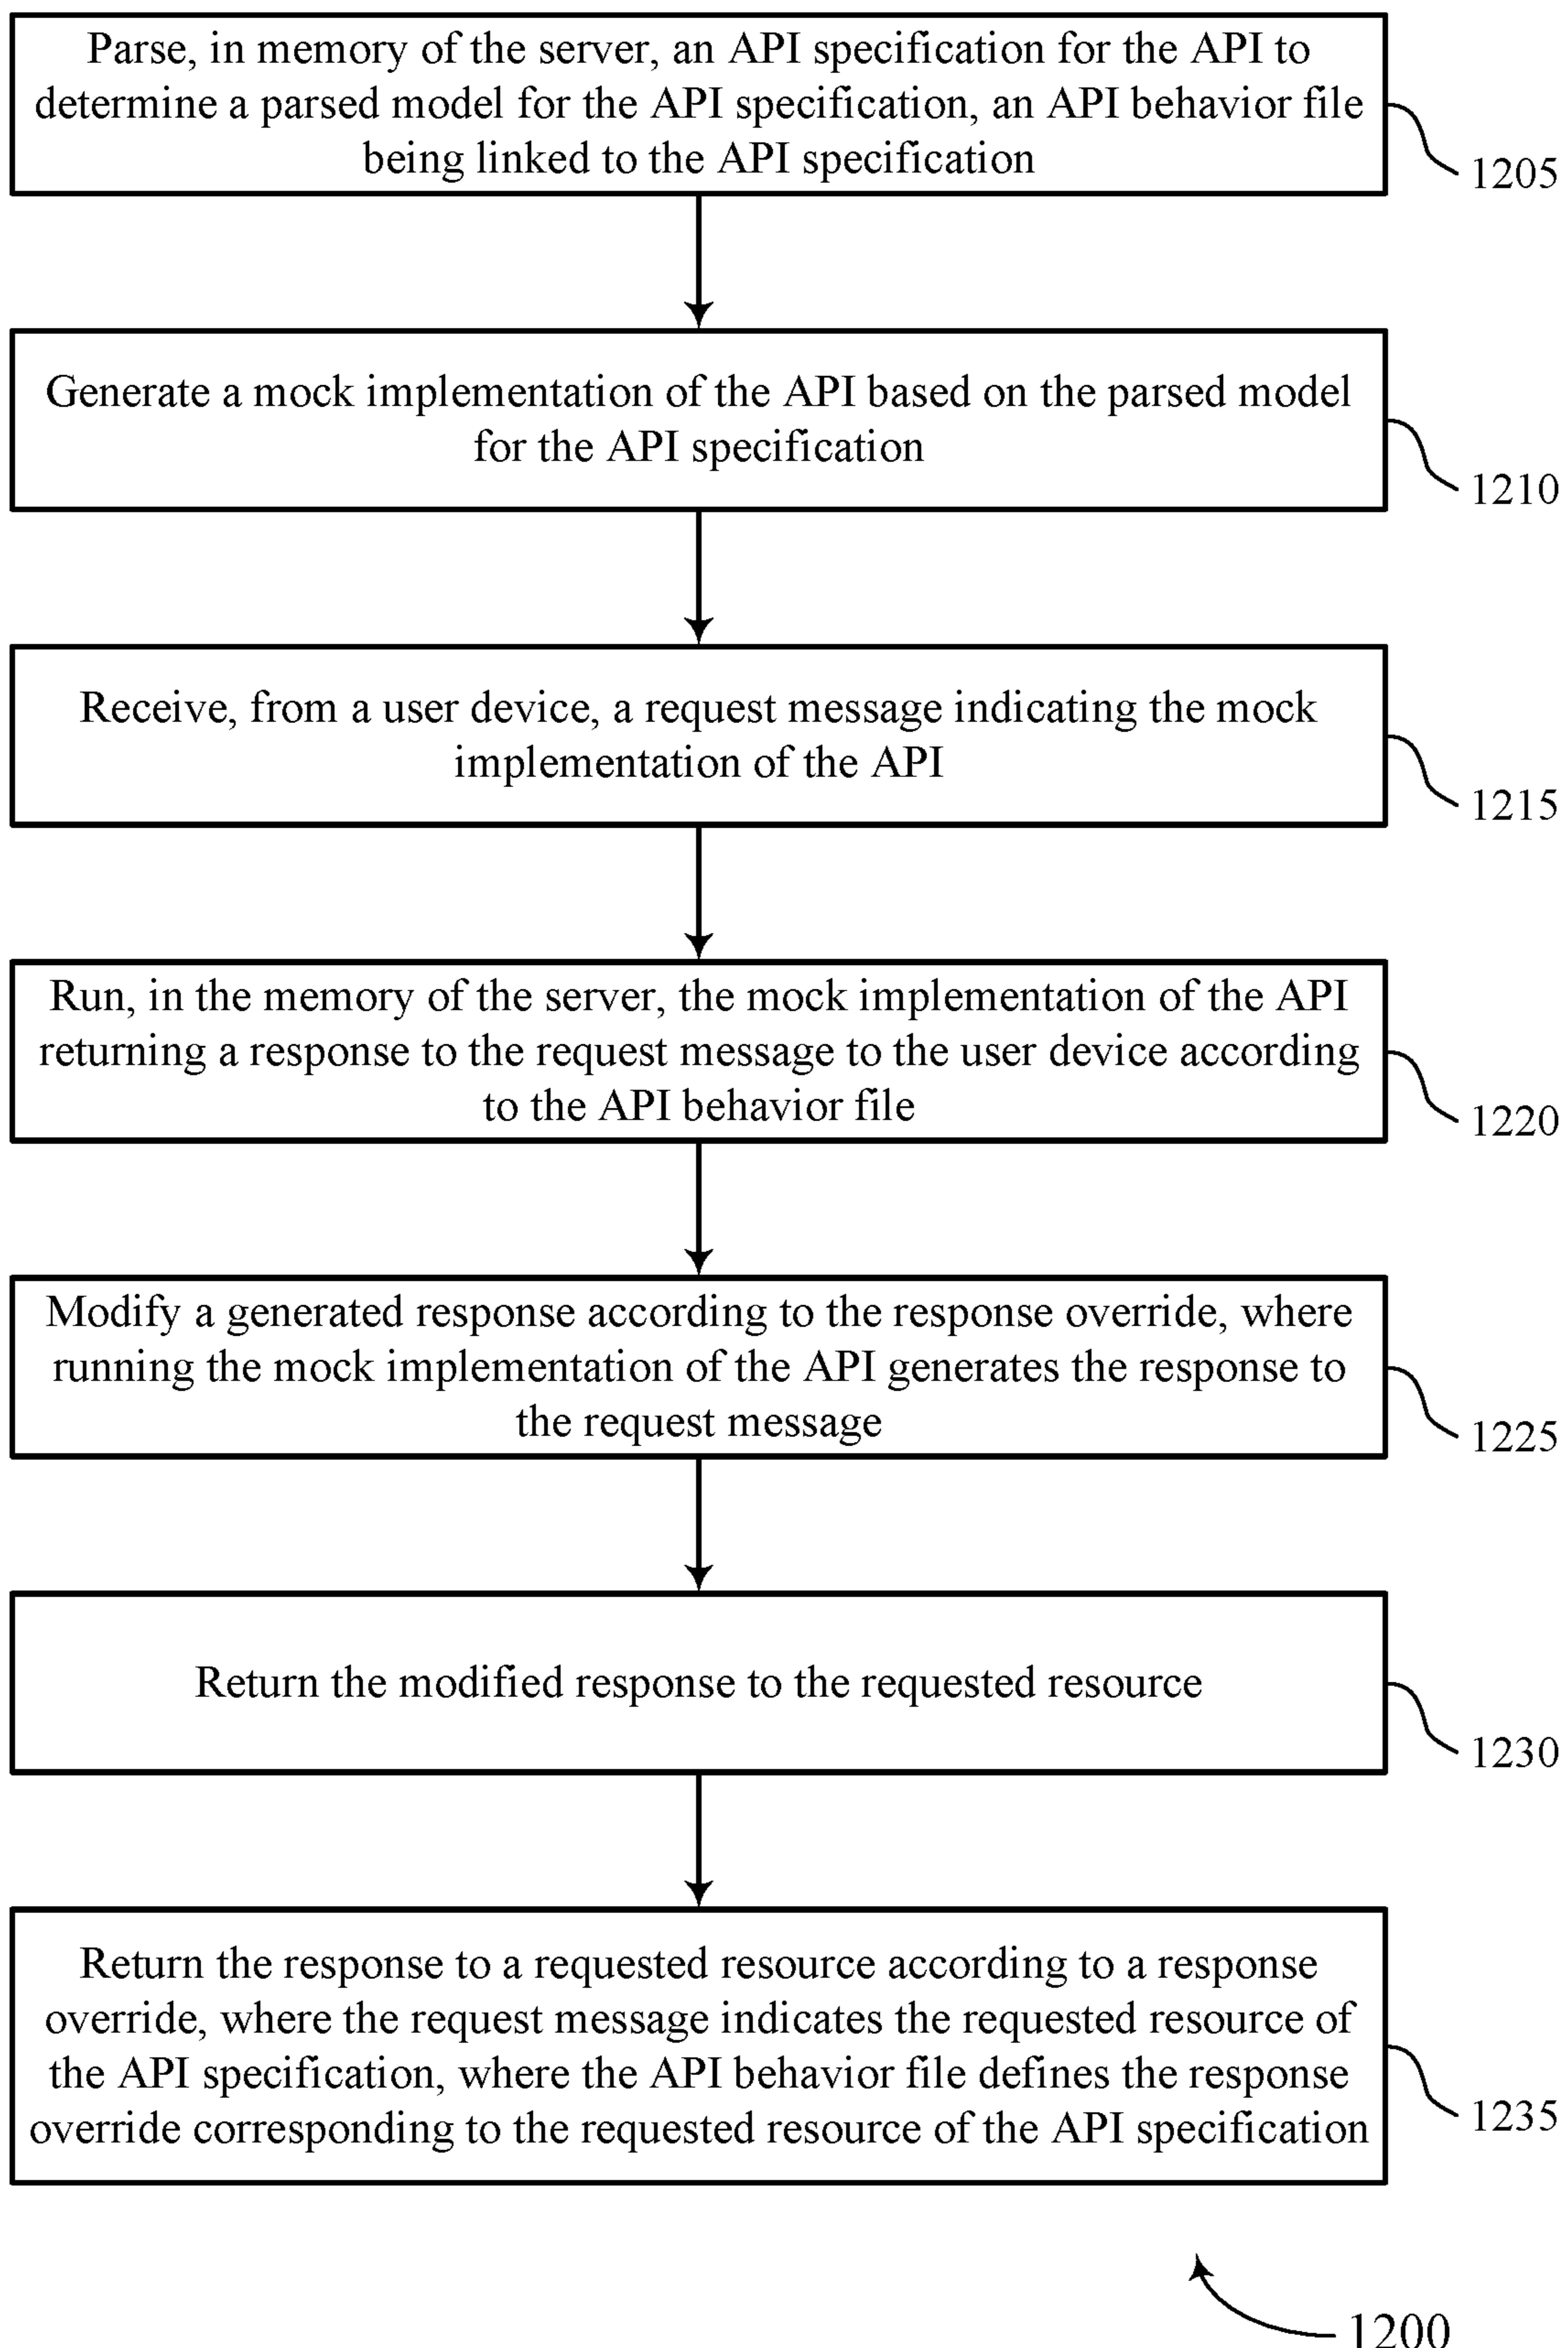 Parse, in memory of the server, an API specification for the API to
determine a parsed model for the API specification, an API behavior file
being linked to the API specification
1205
Generate a mock implementation of the API based on the parsed model
for the API specification
1210
Receive, from a user device, a request message indicating the mock
implementation of the API
1215
Run, in the memory of the server, the mock implementation of the API
returning a response to the request message to the user device according
to the API behavior file
1220
Modify a generated response according to the response override, where
running the mock implementation of the API generates the response to
the request message
1225
Return the modified response to the requested resource
1230
Return the response to a requested resource according to a response
override, where the request message indicates the requested resource of
the API specification, where the API behavior file defines the response
override corresponding to the requested resource of the API specification
1235
1200